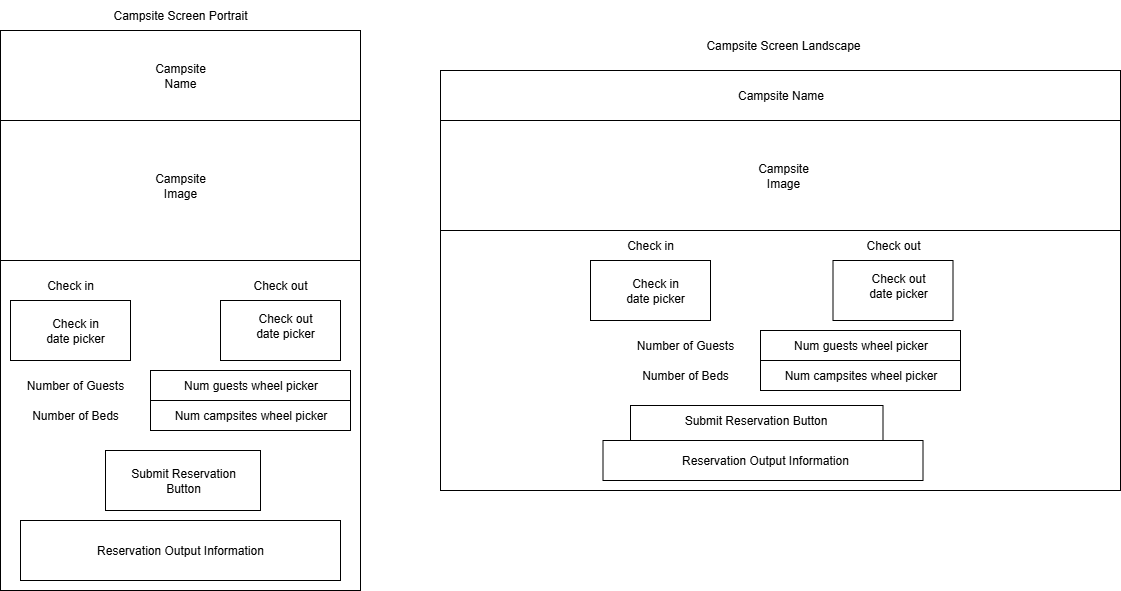 Campsite Screen Portrait
Campsite
Name
Campsite
Image
Check in
Check out
Check in
date picker
Check out
date picker
Number of Guests
Num guests wheel picker
Number of Beds
Num campsites wheel picker
Submit Reservation
Button
Reservation Output Information
Campsite Screen Landscape
Campsite Name
Campsite
Image
Check in
Check out
Check in
date picker
Check out
date picker
Number of Guests
Num guests wheel picker
Number of Beds
Num campsites wheel picker
Submit Reservation Button
Reservation Output Information